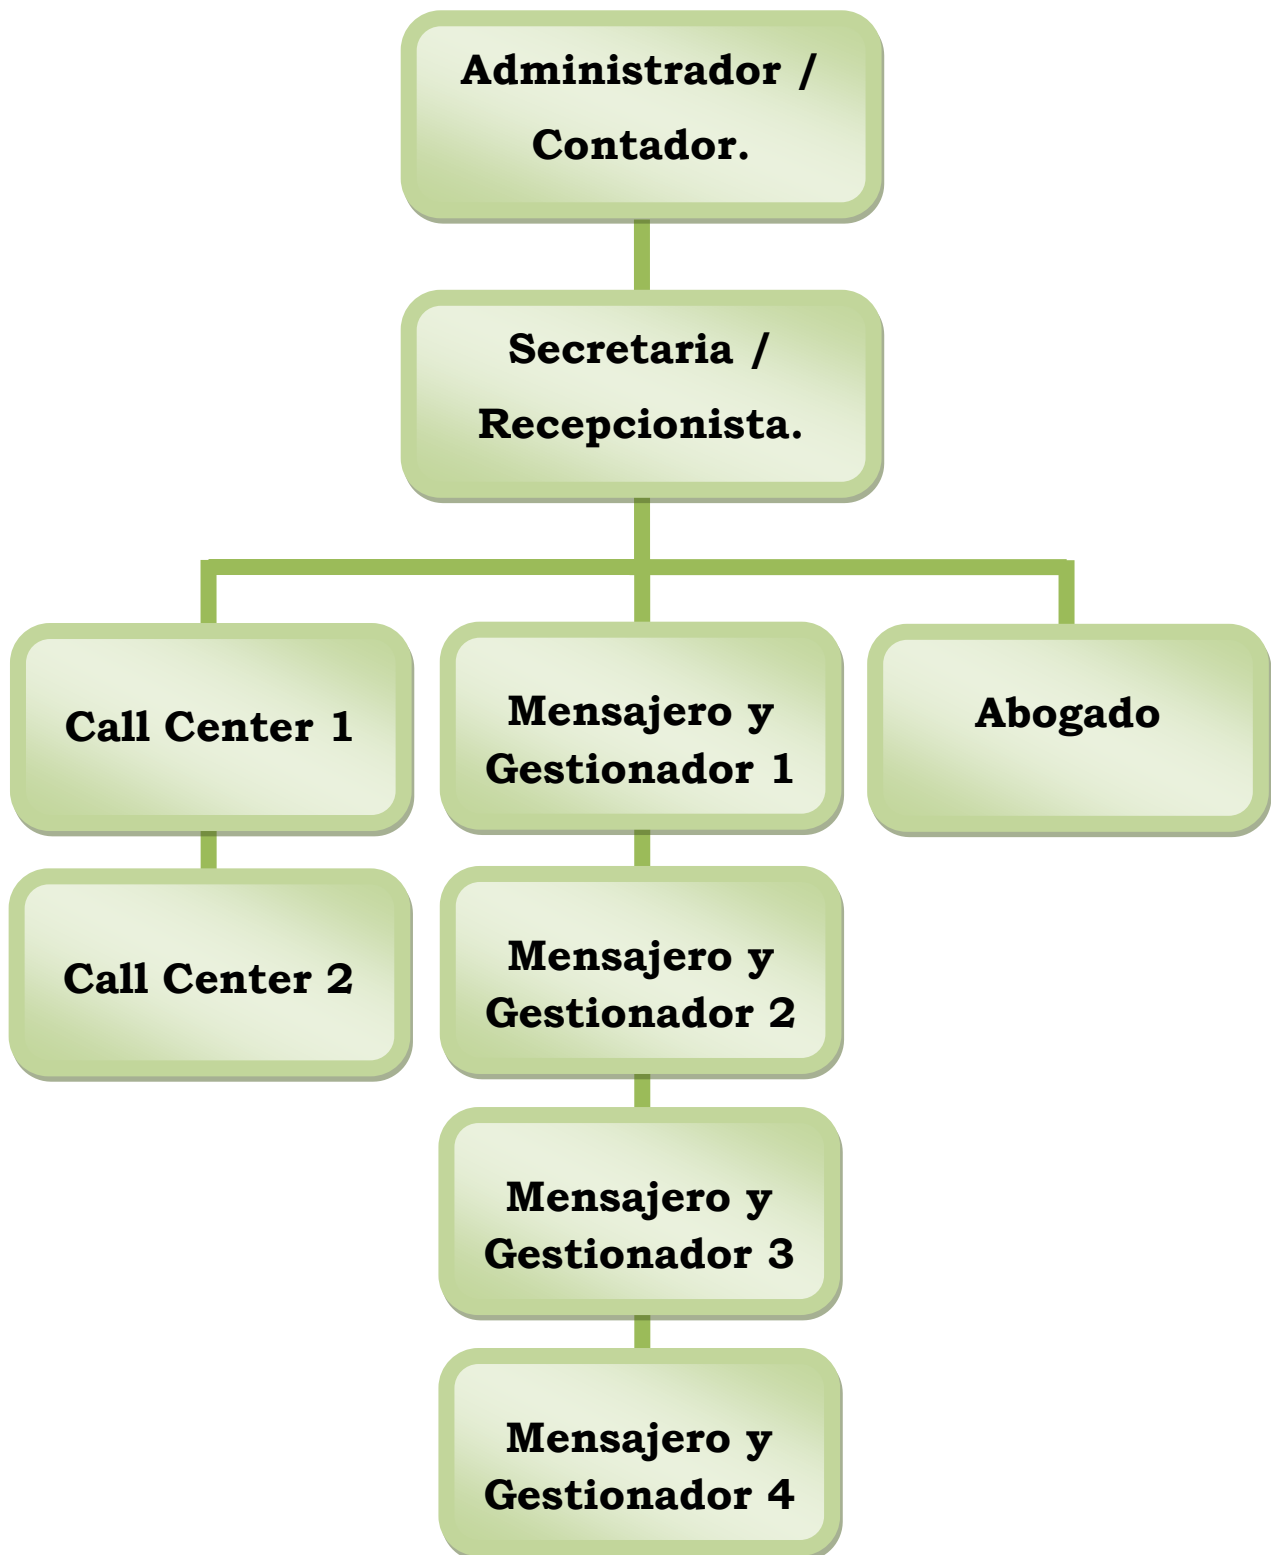 Administrador /
Contador.
Secretaria /
Recepcionista.
Call Center 1
Mensajero y
Gestionador 1
Abogado
Call Center 2
Mensajero y
Gestionador 2
Mensajero y
Gestionador 3
Mensajero y
Gestionador 4